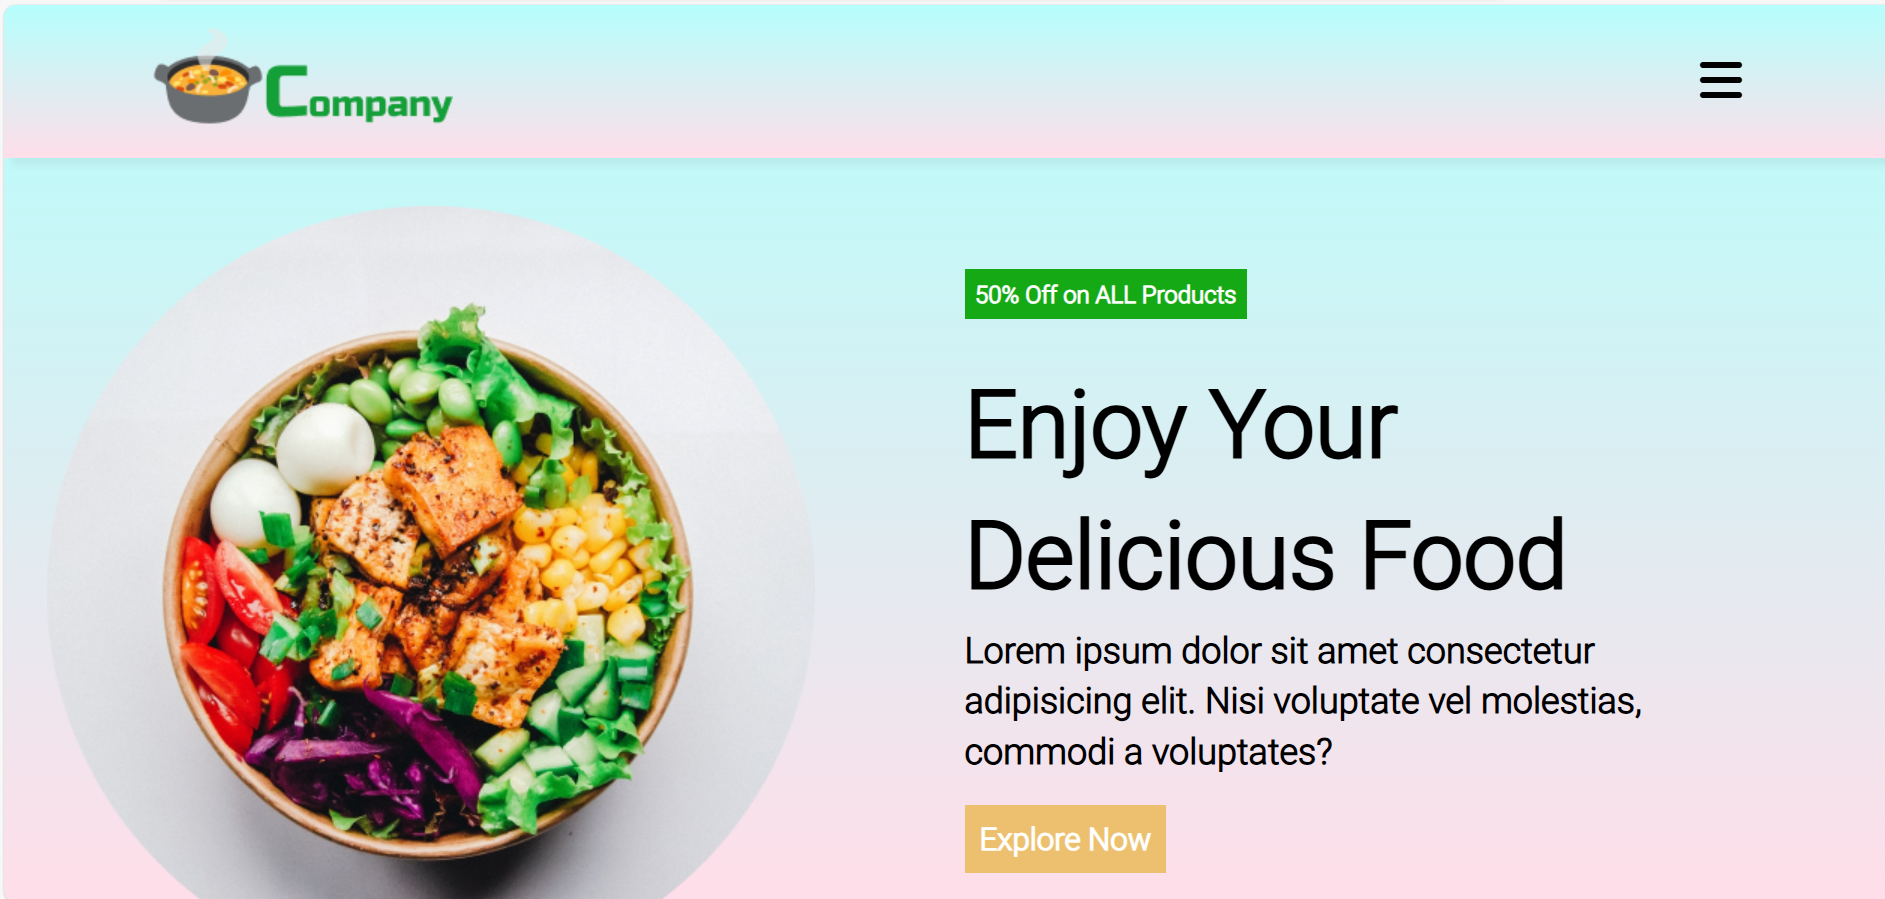 Company
50% Off on ALL Products
Enjoy Your
Delicious Food
Lorem ipsum dolor sit amet consectetur
adipisicing elit. Nisi voluptate vel molestias,
commodi a voluptates?
Explore Now